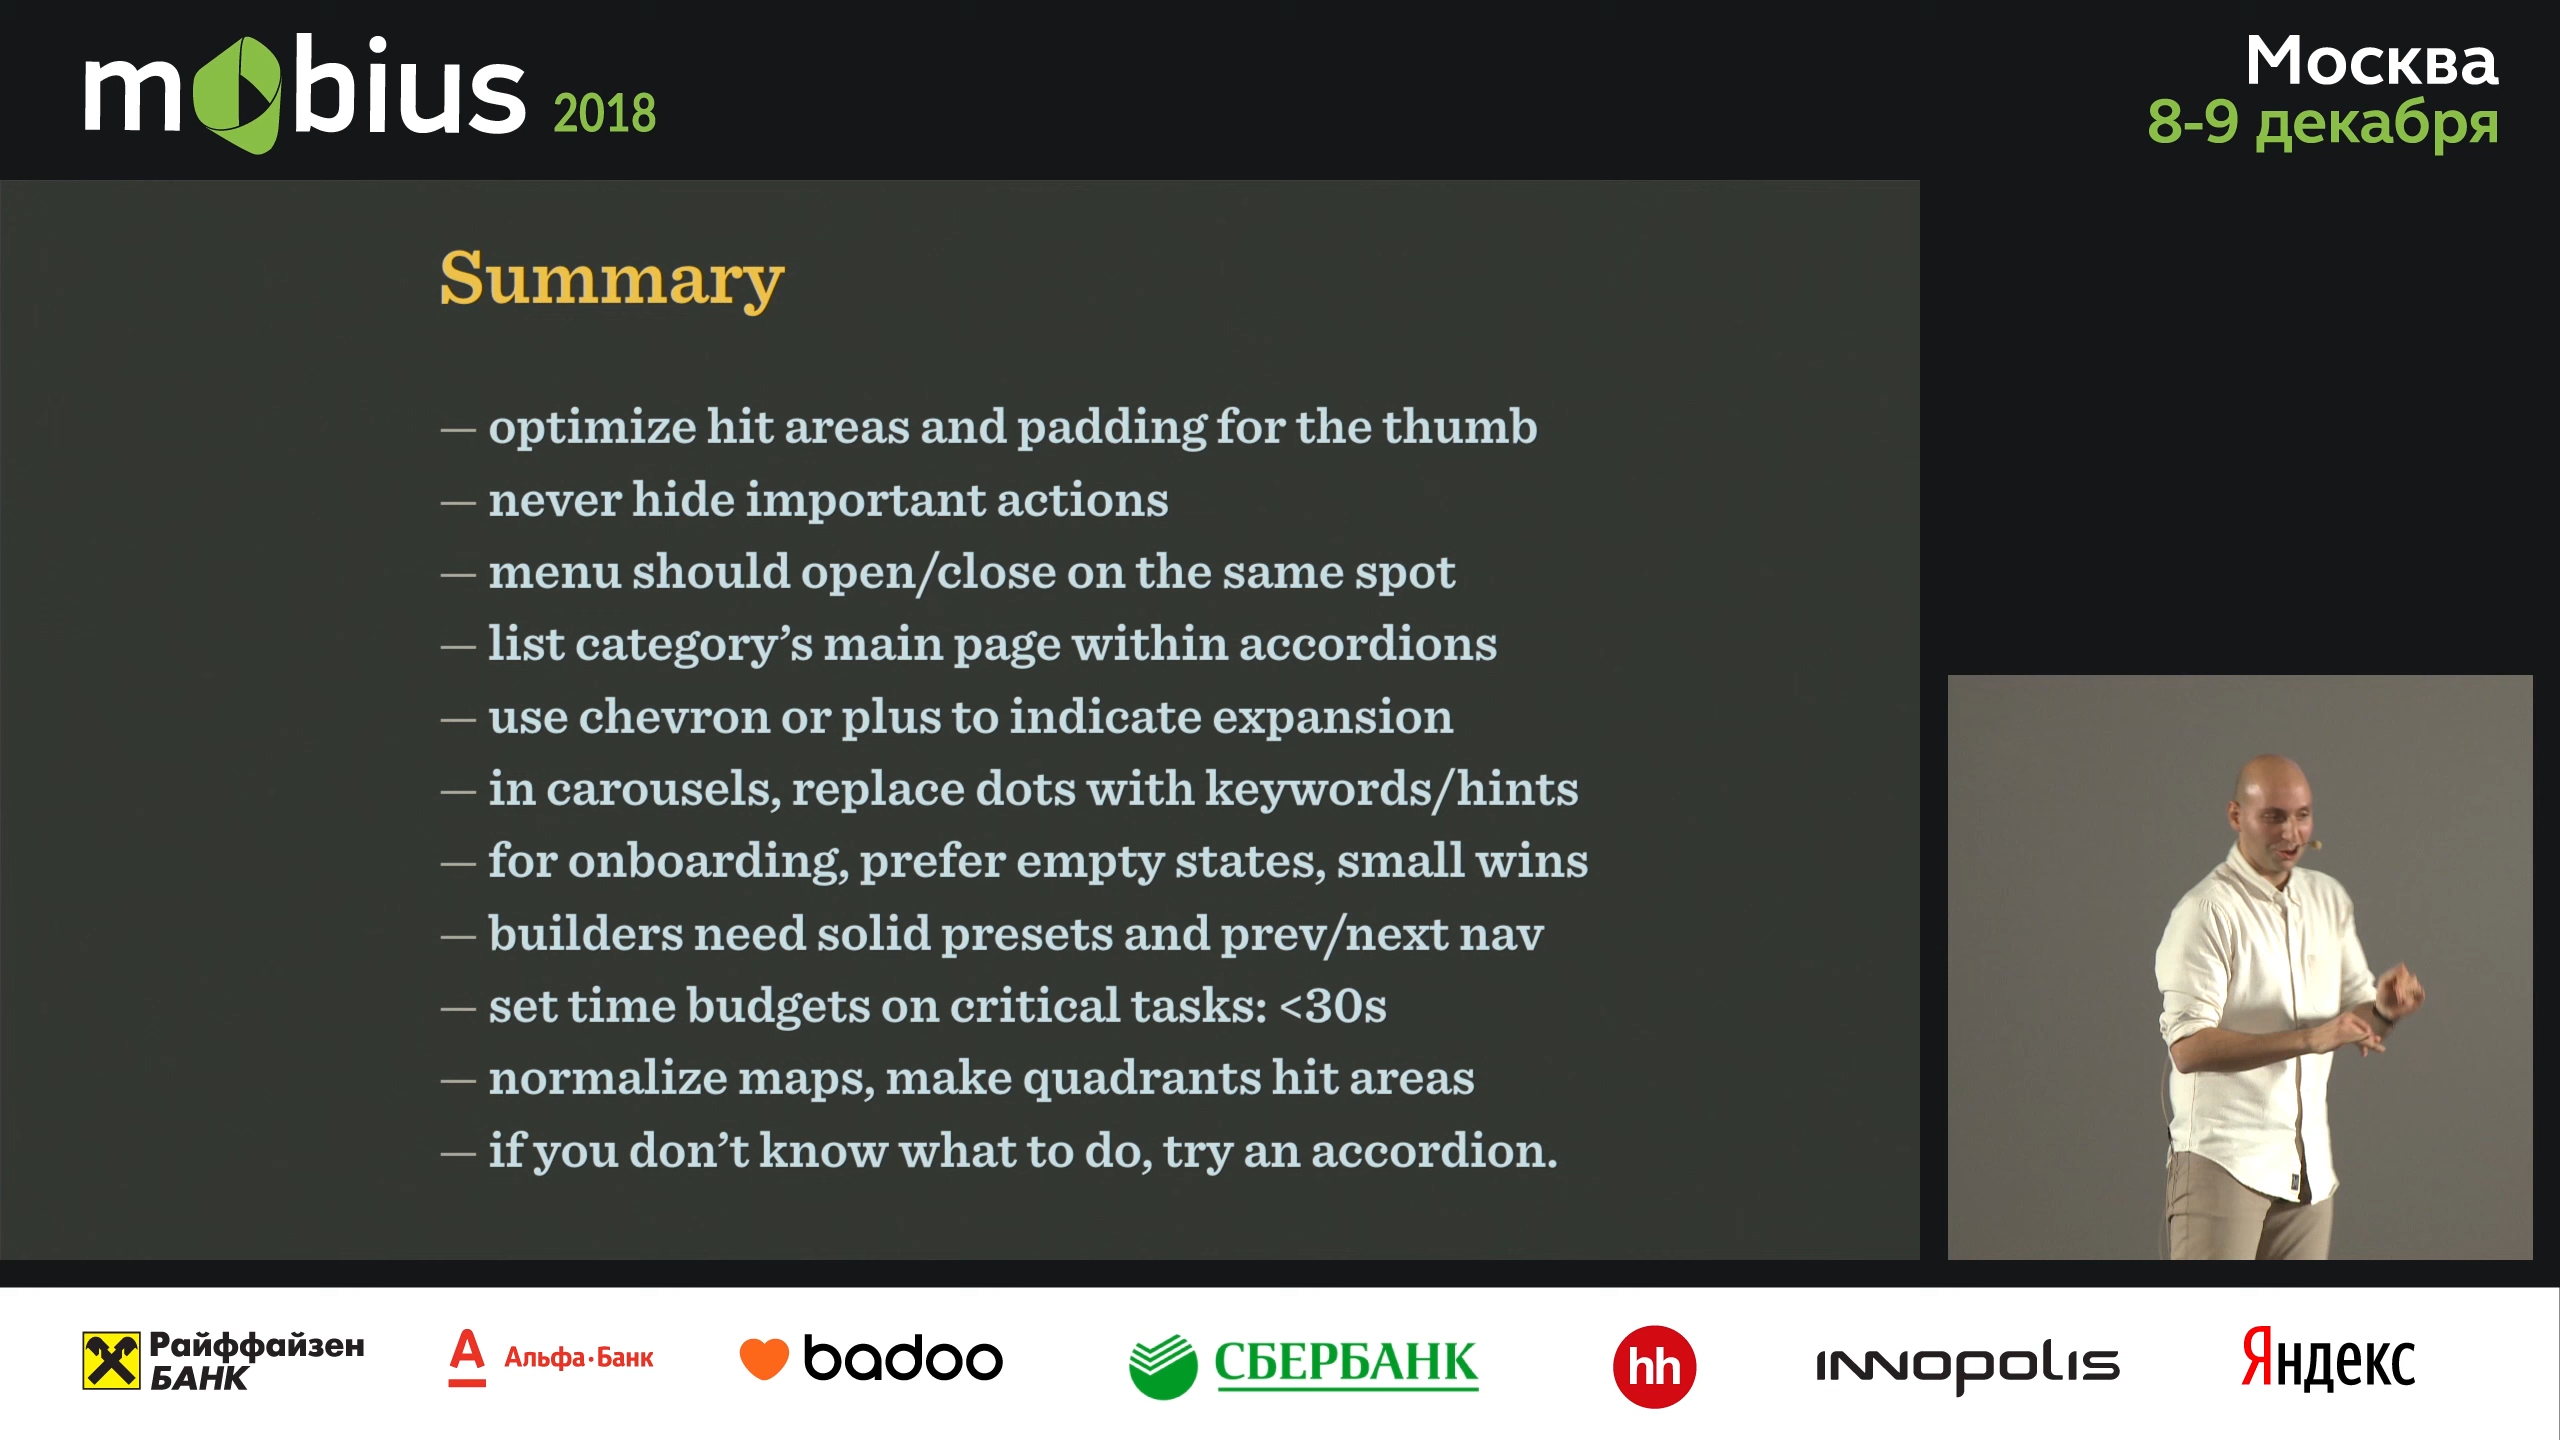 mobius 2018
Москва
8-9 декабря
Summary
— optimize hit areas and padding for the thumb
— never hide important actions
— menu should open/close on the same spot
— list category’s main page within accordions
— use chevron or plus to indicate expansion
— in carousels, replace dots with keywords/hints
— for onboarding, prefer empty states, small wins
— builders need solid presets and prev/next nav
— set time budgets on critical tasks: <30s
— normalize maps, make quadrants hit areas
— if you don’t know what to do, try an accordion.
Райффайзен
БАНК
Альфа·Банк
badoo
СБЕРБАНК
hh
INNOPOLIS
Яндекс